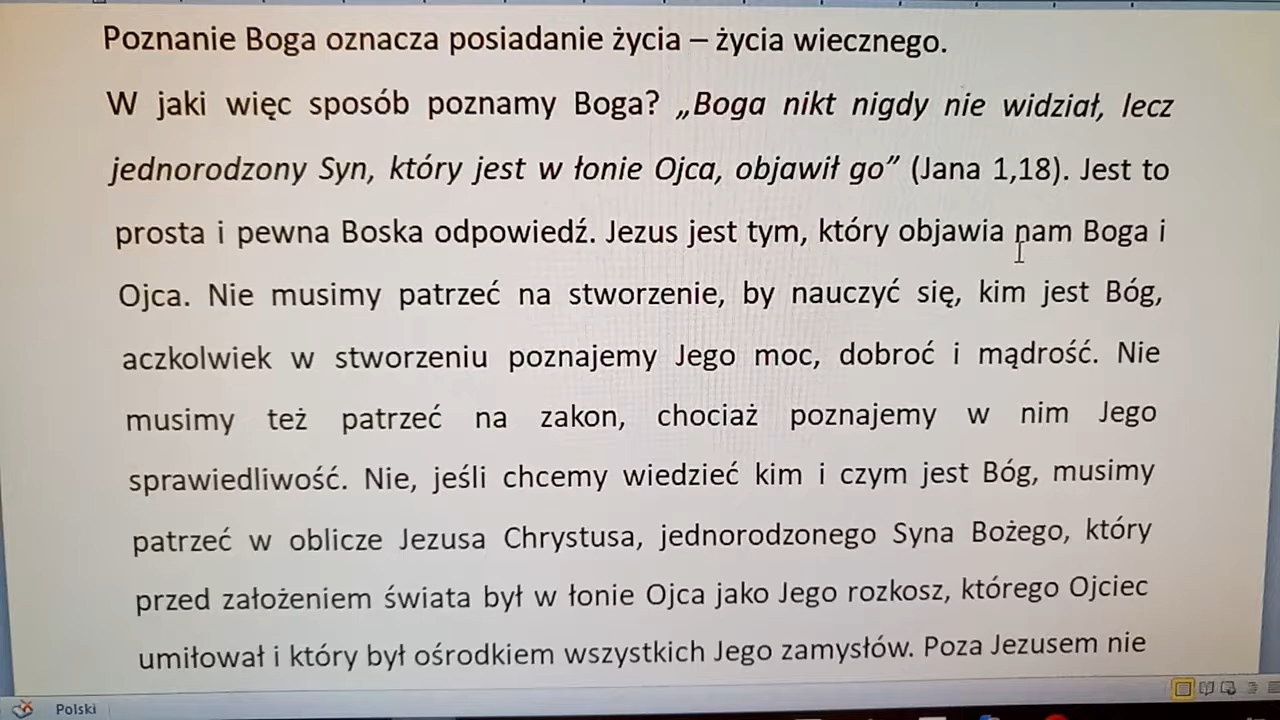 Poznanie Boga oznacza posiadanie życia – życia wiecznego.
W jaki więc sposób poznamy Boga? „Boga nikt nigdy nie widział, lecz
jednorodzony Syn, który jest w łonie Ojca, objawił go” (Jana 1,18). Jest to
prosta i pewna Boska odpowiedź. Jezus jest tym, który objawia nam Boga i
Ojca. Nie musimy patrzeć na stworzenie, by nauczyć się, kim jest Bóg,
aczkolwiek w stworzeniu poznajemy Jego moc, dobroć i mądrość. Nie
musimy też patrzeć na zakon, chociaż poznajemy w nim Jego
sprawiedliwość. Nie, jeśli chcemy wiedzieć kim i czym jest Bóg, musimy
patrzeć w oblicze Jezusa Chrystusa, jednorodzonego Syna Bożego, który
przed założeniem świata był w łonie Ojca jako Jego rozkosz, którego Ojciec
umiłował i który był ośrodkiem wszystkich Jego zamysłów. Poza Jezusem nie
Polski